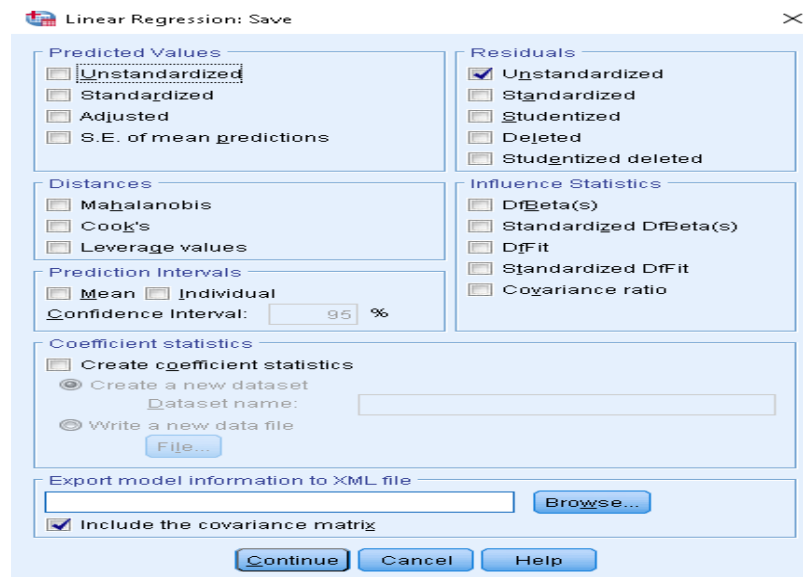 Linear Regression: Save
Predicted Values
Unstandardized
Standardized
Adjusted
S.E. of mean predictions
Residuals
Unstandardized
Standardized
Studentized
Deleted
Studentized deleted
Distances
Mahalanobis
Cook's
Leverage values
Influence Statistics
DfBeta(s)
Standardized DfBeta(s)
DfFit
Standardized DfFit
Covariance ratio
Prediction Intervals
Mean Individual
Confidence Interval: 95 %
Coefficient statistics
Create coefficient statistics
Create a new dataset
Dataset name:
Write a new data file
File...
Export model information to XML file
Browse...
Include the covariance matrix
Continue Cancel Help